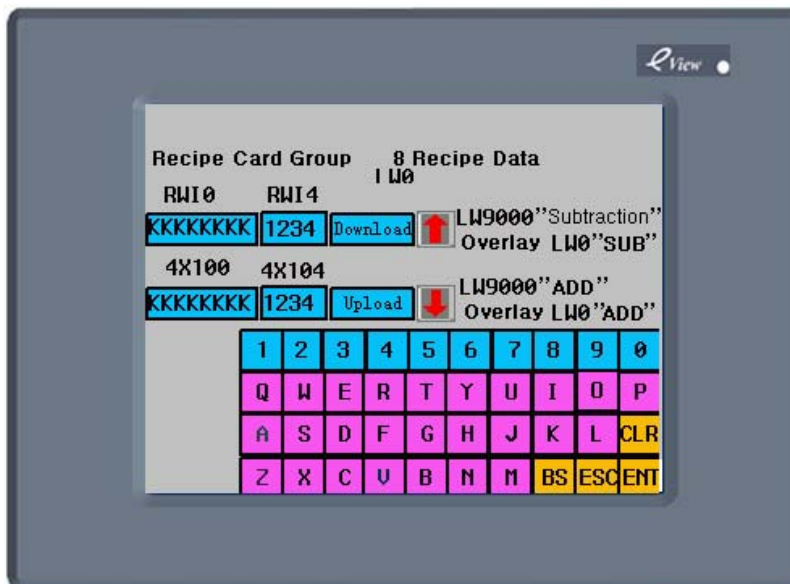 eView
Recipe Card Group 8 Recipe Data
LW0
RWI0 RWI4
KKKKKKKK 1234 Download LW9000"Subtraction"
Overlay LW0"SUB"
4X100 4X104
KKKKKKKK 1234 Upload LW9000"ADD"
Overlay LW0"ADD"
1 2 3 4 5 6 7 8 9 0
Q W E R T Y U I O P
A S D F G H J K L CLR
Z X C V B N M BS ESC ENT